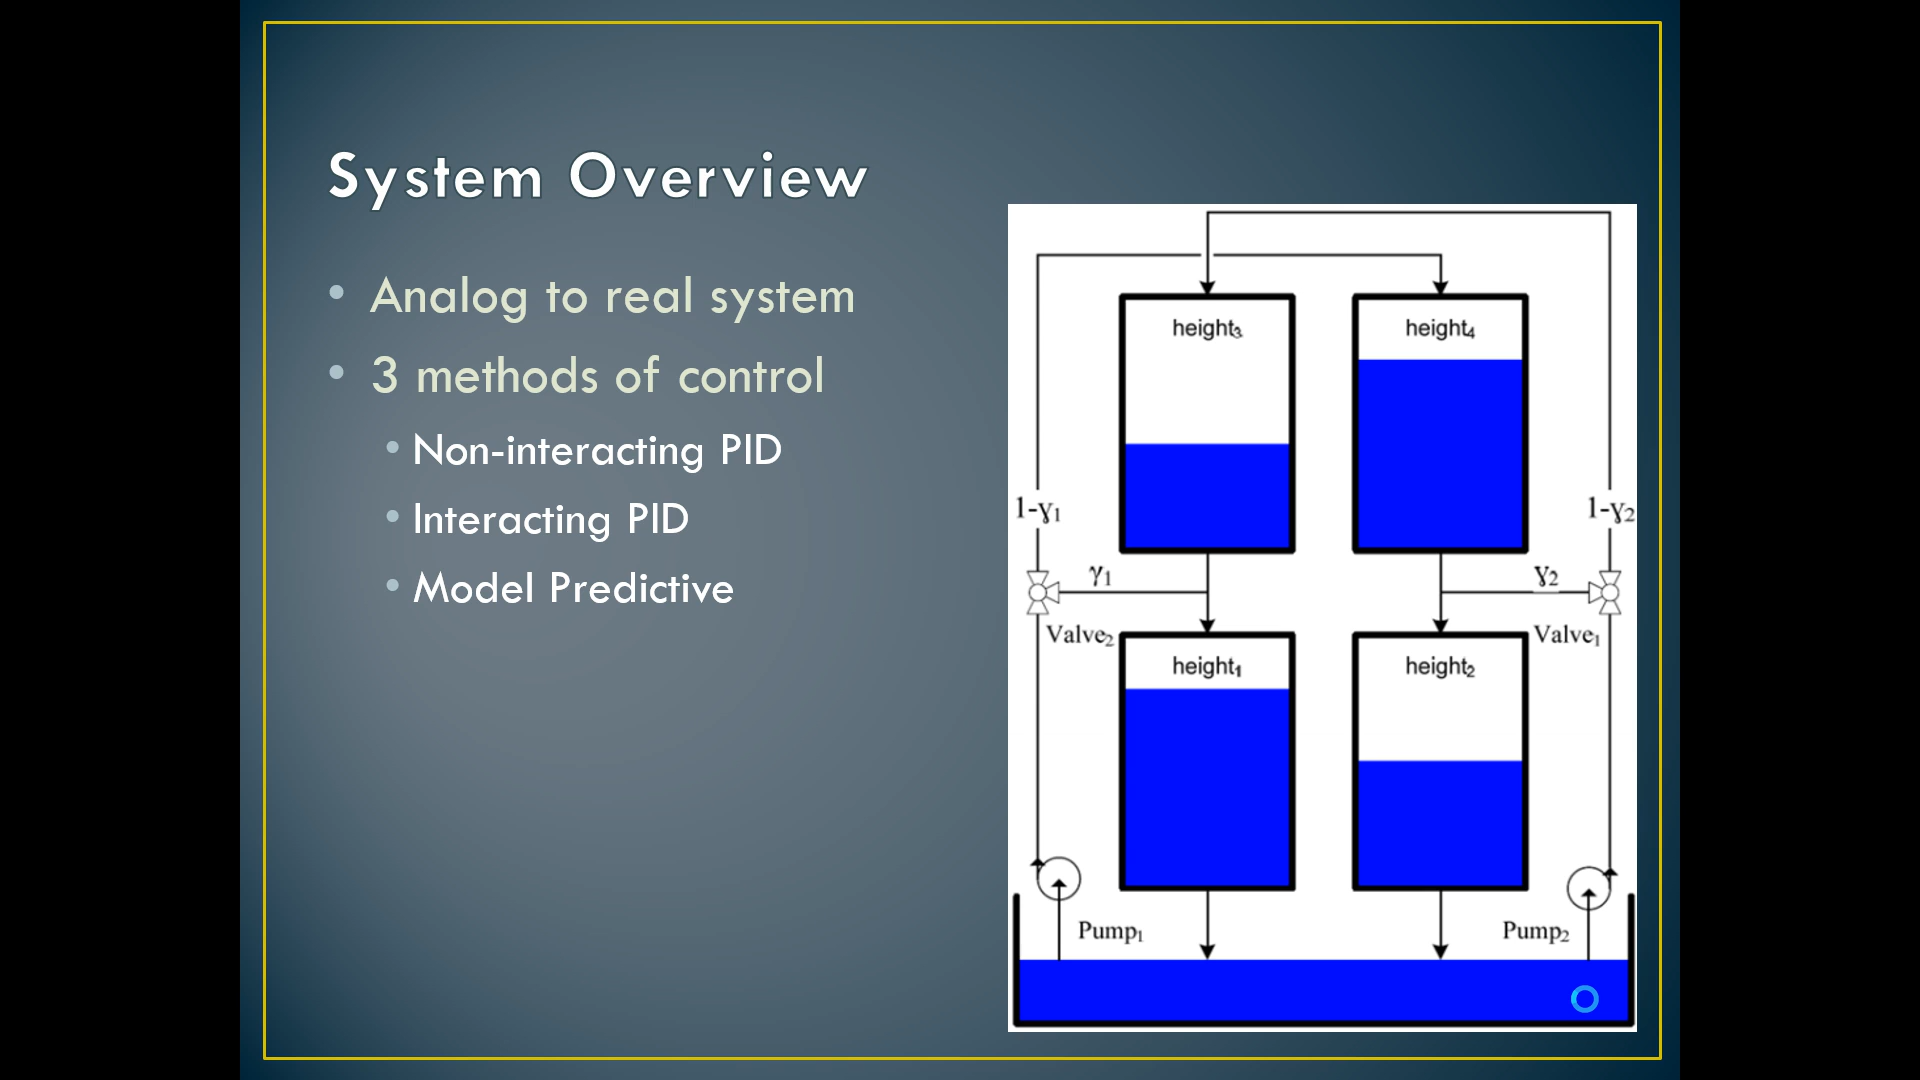 System Overview
• Analog to real system
• 3 methods of control
• Non-interacting PID
• Interacting PID
• Model Predictive
height₃
height₄
1-γ₁
1-γ₂
γ₁
γ₂
Valve₂
Valve₁
height₁
height₂
Pump₁
Pump₂